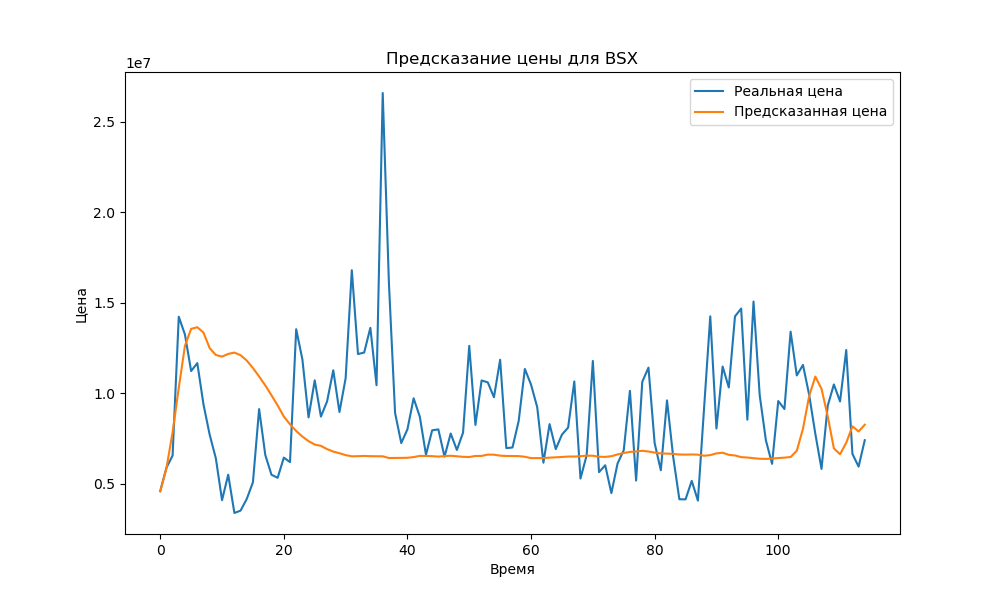 Предсказание цены для BSX
1e7
Реальная цена
Предсказанная цена
2.5
2.0
1.5
1.0
0.5
Цена
0 20 40 60 80 100
Время